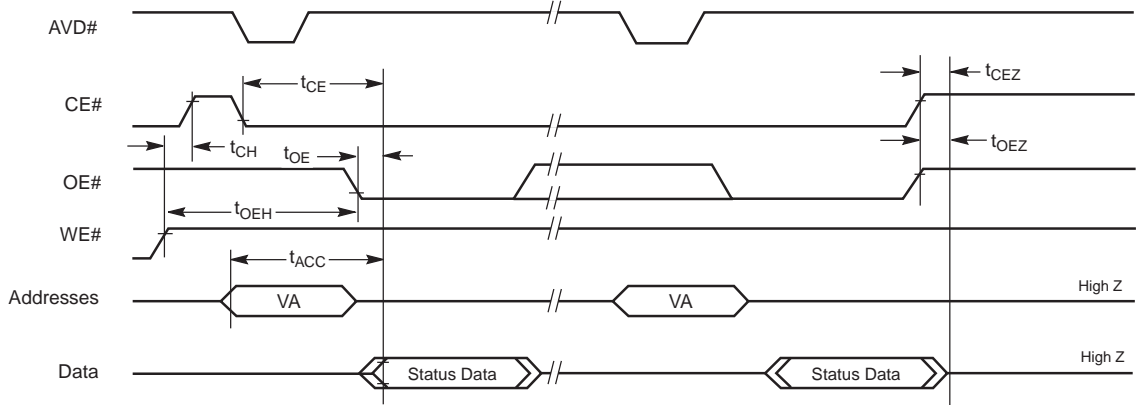 AVD#
tCEZ
tCE
CE#
tCH
tOE
tOEZ
OE#
tOEH
WE#
tACC
Addresses
VA
VA
High Z
Data
Status Data
Status Data
High Z